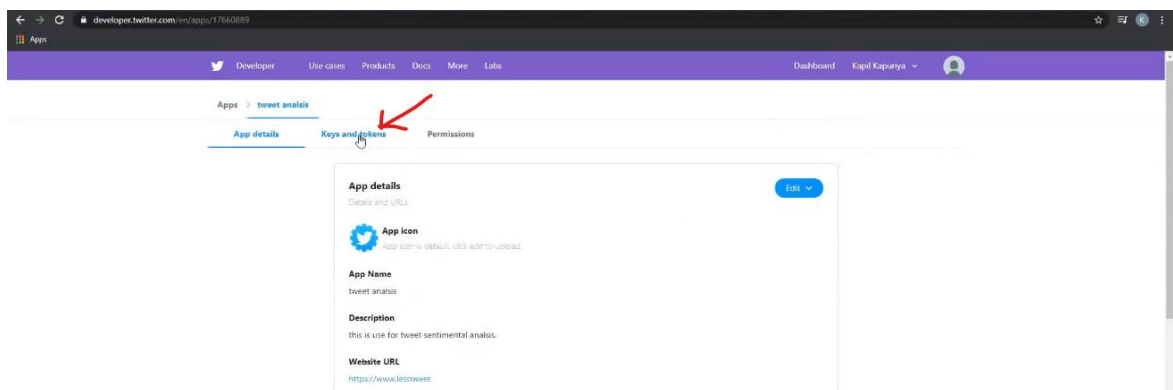 developer.twitter.com/en/apps/17660889
K
Apps
Developer Use cases Products Docs More Labs Dashboard Kapil Kapuriya
Apps > tweet analsis
App details Keys and tokens Permissions
App details
Edit
Details and URLs
App icon
App icon is default, click edit to upload.
App Name
tweet analsis
Description
this is use for tweet sentimental analsis.
Website URL
https://www.letstweet